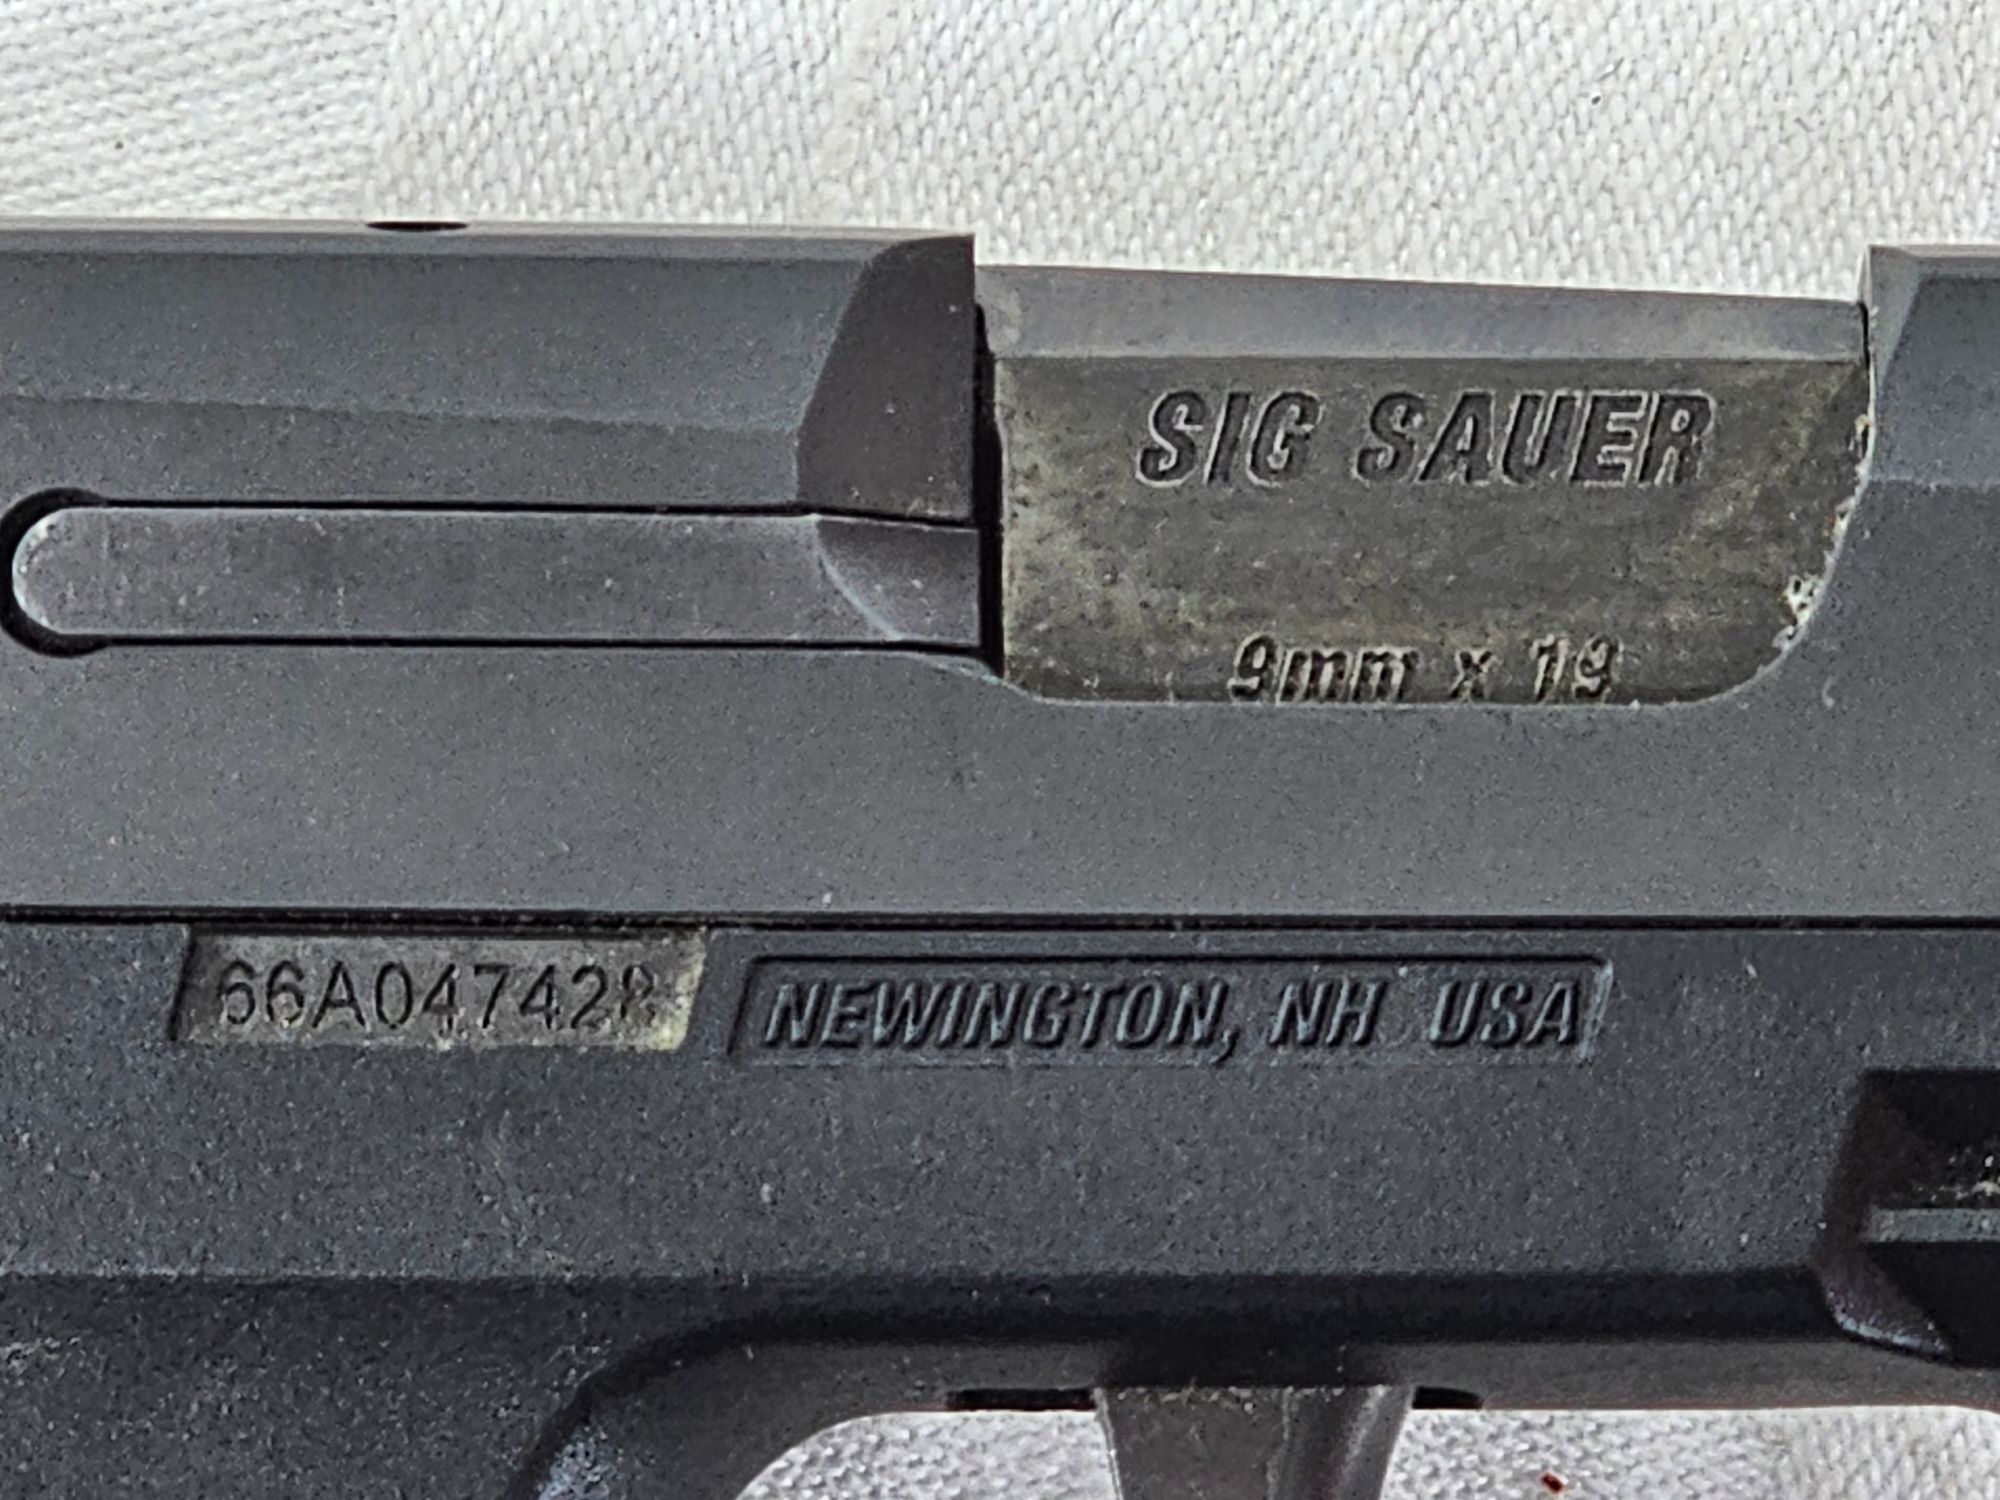 SIG SAUER
9mm x 19
66A047428
NEWINGTON, NH USA